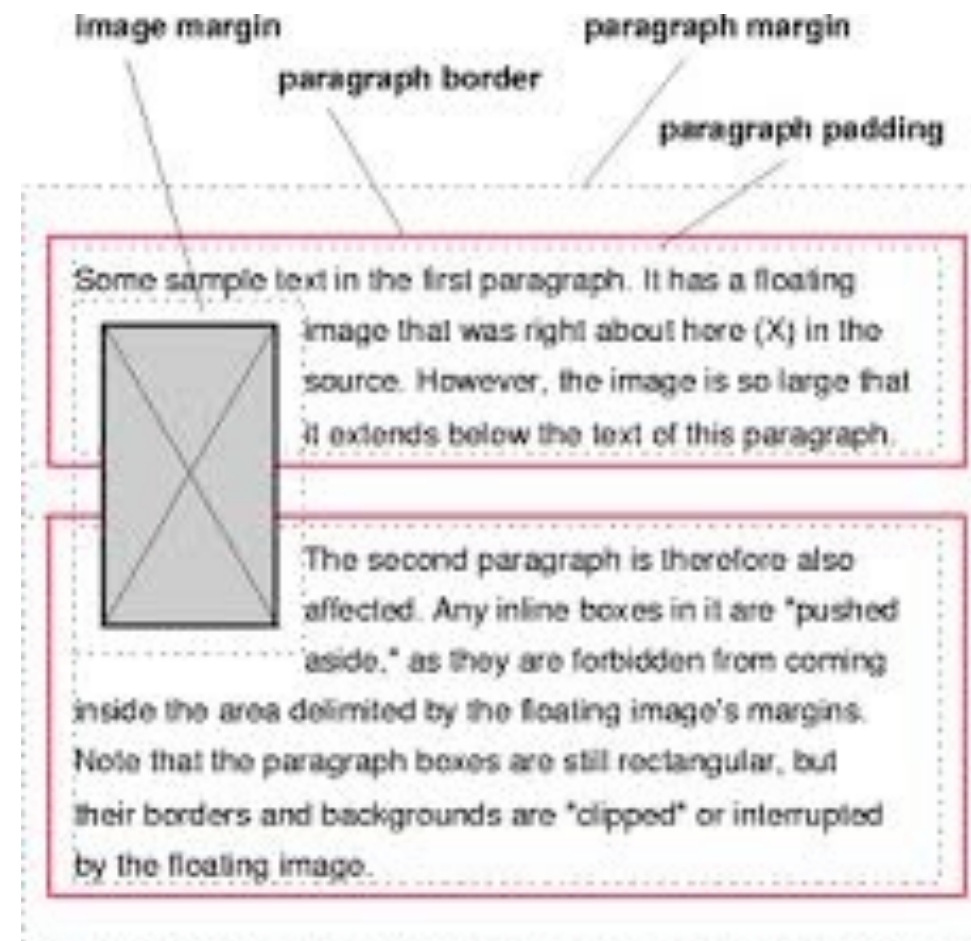 image margin
paragraph margin
paragraph border
paragraph padding
Some sample text in the first paragraph. It has a floating
image that was right about here (X) in the
source. However, the image is so large that
it extends below the text of this paragraph.
The second paragraph is therefore also
affected. Any inline boxes in it are "pushed
aside," as they are forbidden from coming
inside the area delimited by the floating image's margins.
Note that the paragraph boxes are still rectangular, but
their borders and backgrounds are "clipped" or interrupted
by the floating image.